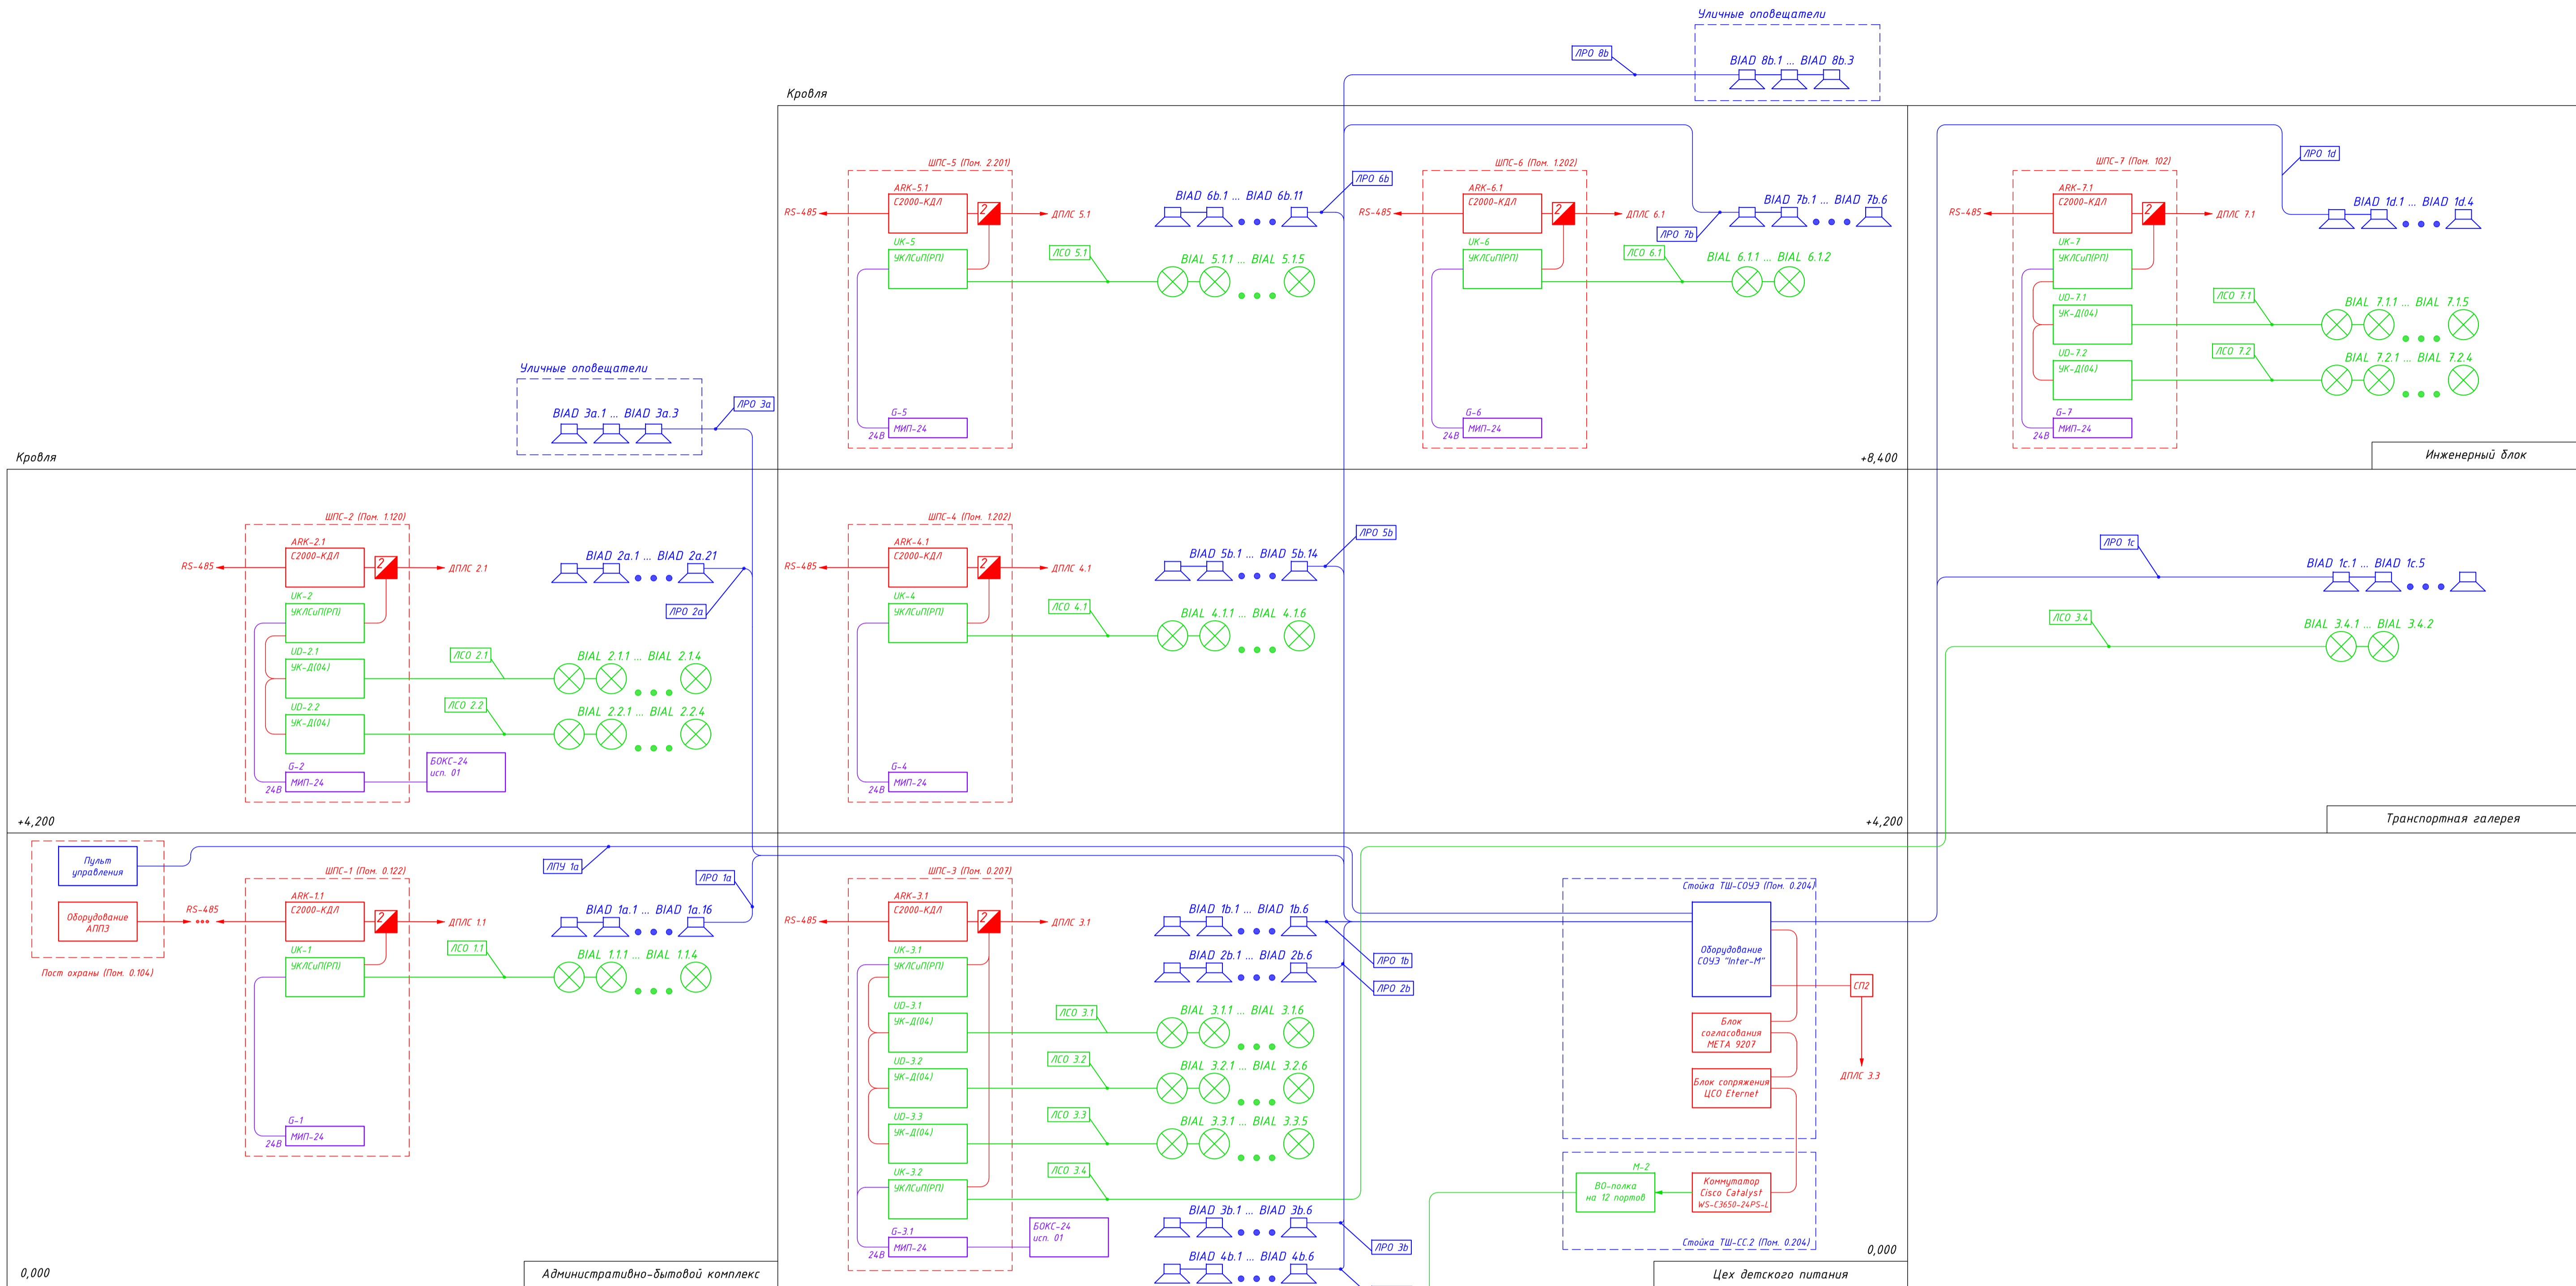 Уличные оповещатели
ЛРО 8b
BIAD 8b.1 ... BIAD 8b.3
Кровля
ШПС-5 (Пом. 2.201)
ARK-5.1
С2000-КДЛ
2
RS-485
ДПЛС 5.1
UK-5
УКЛСиП(РП)
ЛСО 5.1
BIAD 6b.1 ... BIAD 6b.11
ЛРО 6b
BIAL 5.1.1 ... BIAL 5.1.5
G-5
МИП-24
24В
ШПС-6 (Пом. 1.202)
ARK-6.1
С2000-КДЛ
2
RS-485
ДПЛС 6.1
UK-6
УКЛСиП(РП)
ЛСО 6.1
BIAD 7b.1 ... BIAD 7b.6
ЛРО 7b
BIAL 6.1.1 ... BIAL 6.1.2
G-6
МИП-24
24В
+8,400
ШПС-7 (Пом. 102)
ARK-7.1
С2000-КДЛ
2
RS-485
ДПЛС 7.1
ЛРО 1d
BIAD 1d.1 ... BIAD 1d.4
UK-7
УКЛСиП(РП)
UD-7.1
УК-Д(04)
ЛСО 7.1
BIAL 7.1.1 ... BIAL 7.1.5
UD-7.2
УК-Д(04)
ЛСО 7.2
BIAL 7.2.1 ... BIAL 7.2.4
G-7
МИП-24
24В
Инженерный блок
Уличные оповещатели
BIAD 3a.1 ... BIAD 3a.3
ЛРО 3a
Кровля
ШПС-2 (Пом. 1.120)
ARK-2.1
С2000-КДЛ
2
RS-485
ДПЛС 2.1
BIAD 2a.1 ... BIAD 2a.21
ЛРО 2a
UK-2
УКЛСиП(РП)
UD-2.1
УК-Д(04)
ЛСО 2.1
BIAL 2.1.1 ... BIAL 2.1.4
UD-2.2
УК-Д(04)
ЛСО 2.2
BIAL 2.2.1 ... BIAL 2.2.4
G-2
МИП-24
24В
БОКС-24
исп. 01
+4,200
ШПС-4 (Пом. 1.202)
ARK-4.1
С2000-КДЛ
2
RS-485
ДПЛС 4.1
BIAD 5b.1 ... BIAD 5b.14
ЛРО 5b
UK-4
УКЛСиП(РП)
ЛСО 4.1
BIAL 4.1.1 ... BIAL 4.1.6
G-4
МИП-24
24В
+4,200
ЛРО 1c
BIAD 1c.1 ... BIAD 1c.5
ЛСО 3.4
BIAL 3.4.1 ... BIAL 3.4.2
Транспортная галерея
Пульт
управления
Оборудование
АППЗ
Пост охраны (Пом. 0.104)
RS-485
ШПС-1 (Пом. 0.122)
ARK-1.1
С2000-КДЛ
2
ДПЛС 1.1
ЛПУ 1a
ЛРО 1a
BIAD 1a.1 ... BIAD 1a.16
UK-1
УКЛСиП(РП)
ЛСО 1.1
BIAL 1.1.1 ... BIAL 1.1.4
G-1
МИП-24
24В
0,000
Административно-бытовой комплекс
ШПС-3 (Пом. 0.207)
ARK-3.1
С2000-КДЛ
2
RS-485
ДПЛС 3.1
BIAD 1b.1 ... BIAD 1b.6
ЛРО 1b
BIAD 2b.1 ... BIAD 2b.6
ЛРО 2b
UK-3.1
УКЛСиП(РП)
UD-3.1
УК-Д(04)
ЛСО 3.1
BIAL 3.1.1 ... BIAL 3.1.6
UD-3.2
УК-Д(04)
ЛСО 3.2
BIAL 3.2.1 ... BIAL 3.2.6
UD-3.3
УК-Д(04)
ЛСО 3.3
BIAL 3.3.1 ... BIAL 3.3.5
UK-3.2
УКЛСиП(РП)
ЛСО 3.4
G-3.1
МИП-24
24В
БОКС-24
исп. 01
BIAD 3b.1 ... BIAD 3b.6
ЛРО 3b
BIAD 4b.1 ... BIAD 4b.6
Стойка ТШ-СОУЭ (Пом. 0.204)
Оборудование
СОУЭ "Inter-M"
СП2
ДПЛС 3.3
Блок
согласования
МЕТА 9207
Блок сопряжения
ЦСО Eternet
М-2
ВО-полка
на 12 портов
Коммутатор
Cisco Catalyst
WS-C3650-24PS-L
Стойка ТШ-СС.2 (Пом. 0.204)
0,000
Цех детского питания